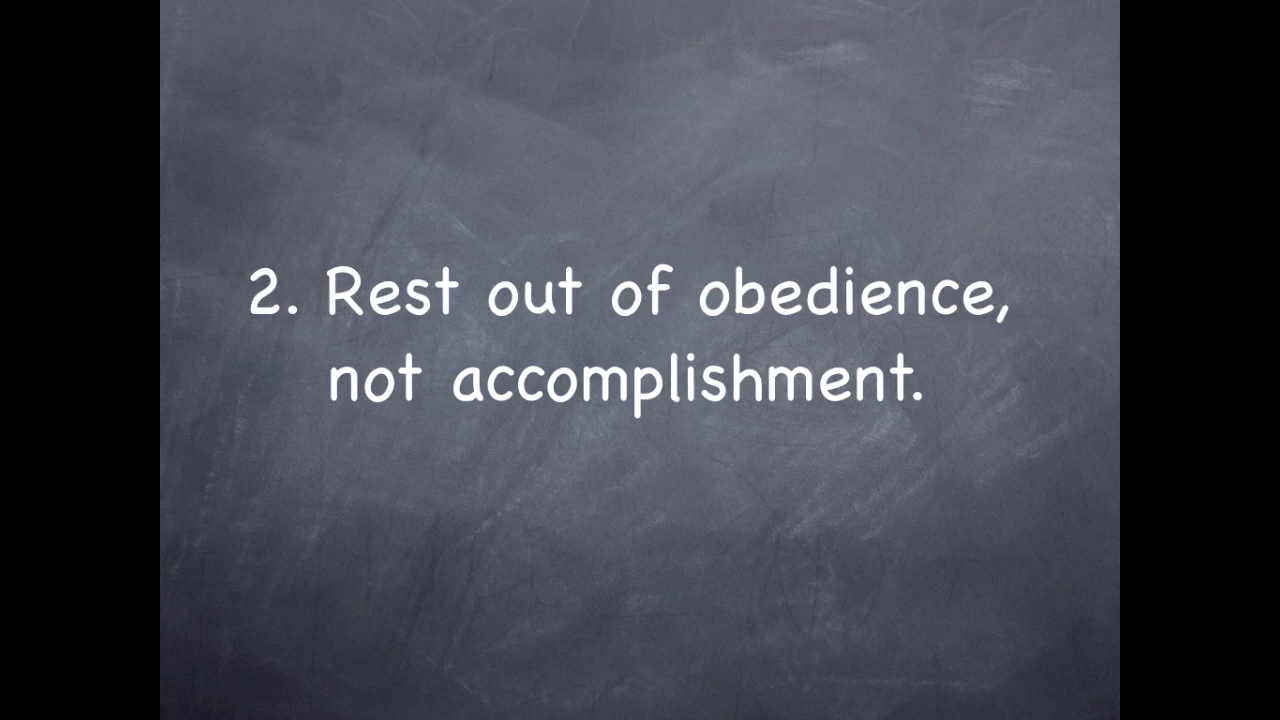 2. Rest out of obedience,
not accomplishment.